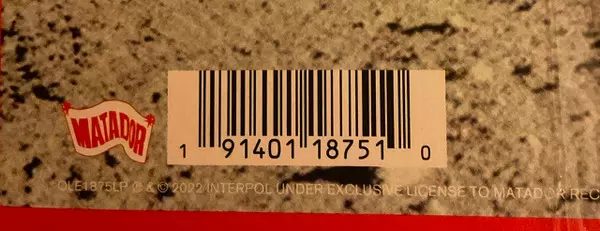 MATADOR
1 91401 18751 0
OLE1875LP ℗ & © 2022 INTERPOL UNDER EXCLUSIVE LICENSE TO MATADOR REC